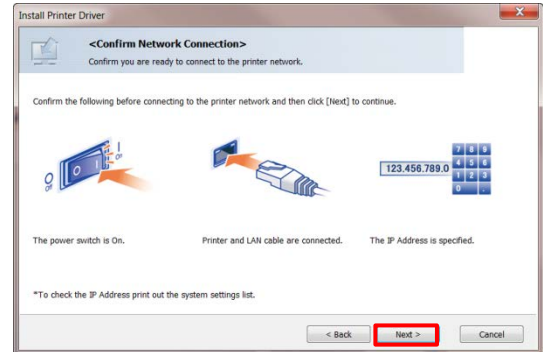 Install Printer Driver
<Confirm Network Connection>
Confirm you are ready to connect to the printer network.
Confirm the following before connecting to the printer network and then click [Next] to continue.
I
On
O
Off
O I
123.456.789.0
7 8 9
4 5 6
1 2 3
0 .
The power switch is On.
Printer and LAN cable are connected.
The IP Address is specified.
*To check the IP Address print out the system settings list.
< Back
Next >
Cancel